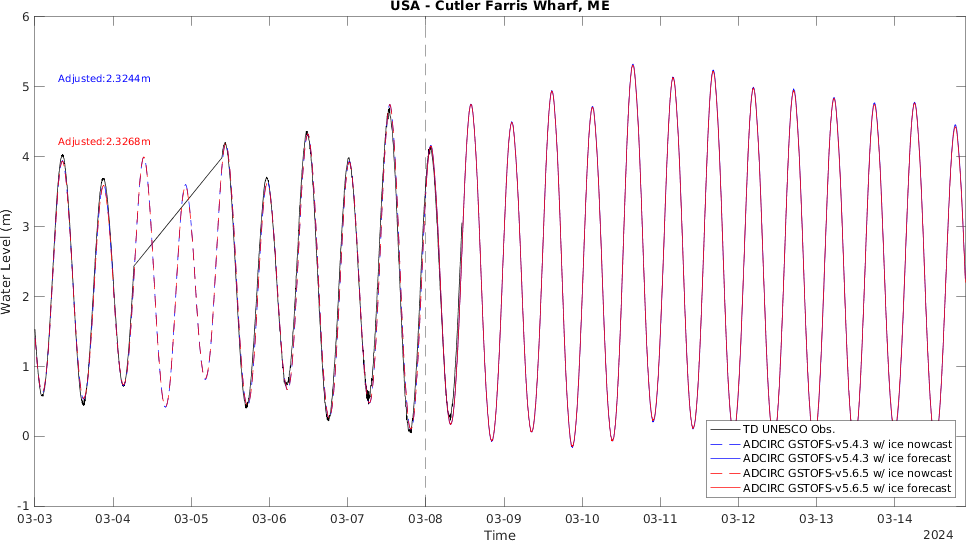 USA - Cutler Farris Wharf, ME
6
5
4
3
2
1
0
-1
Water Level (m)
Adjusted:2.3244m
Adjusted:2.3268m
TD UNESCO Obs.
ADCIRC GSTOFS-v5.4.3 w/ ice nowcast
ADCIRC GSTOFS-v5.4.3 w/ ice forecast
ADCIRC GSTOFS-v5.6.5 w/ ice nowcast
ADCIRC GSTOFS-v5.6.5 w/ ice forecast
03-03 03-04 03-05 03-06 03-07 03-08 03-09 03-10 03-11 03-12 03-13 03-14
Time
2024